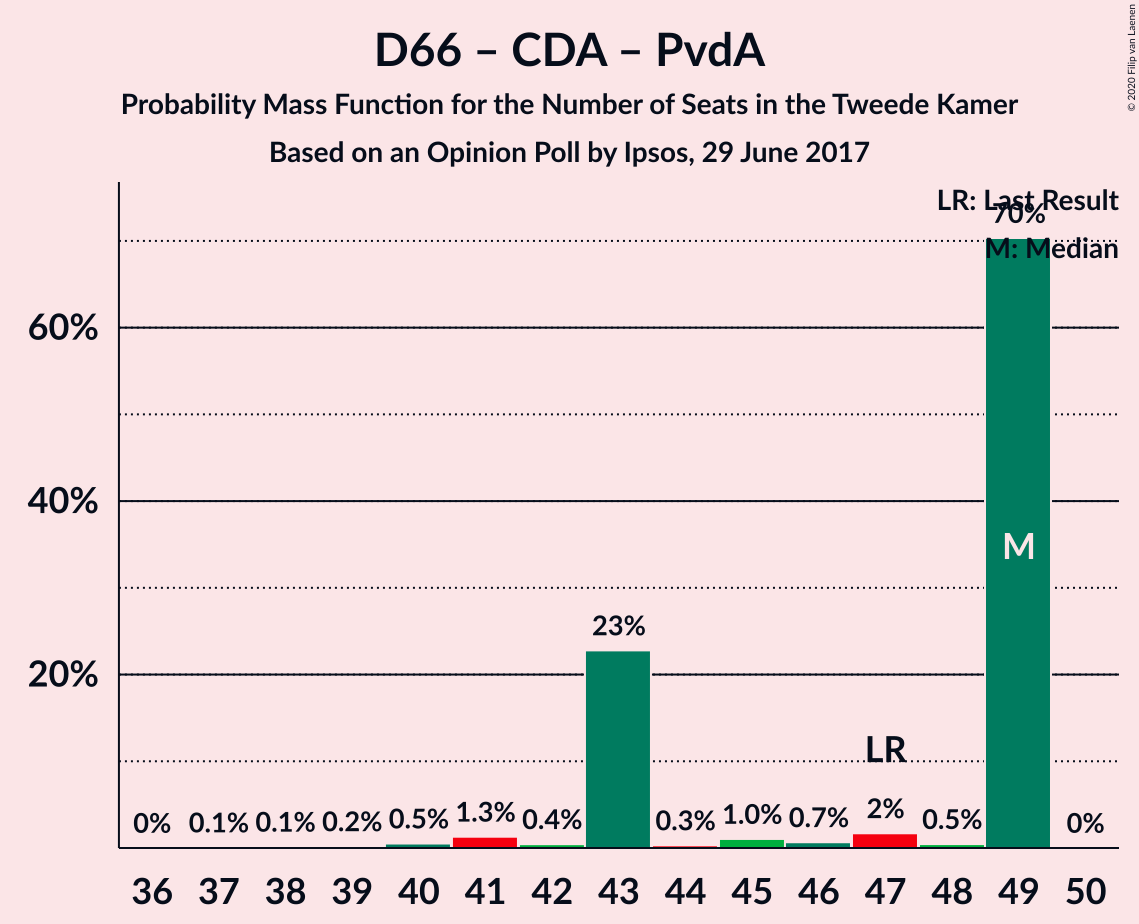 D66 – CDA – PvdA
Probability Mass Function for the Number of Seats in the Tweede Kamer
Based on an Opinion Poll by Ipsos, 29 June 2017
© 2020 Filip van Laenen
LR: Last Result
M: Median
70%
60%
40%
20%
M
23%
LR
0% 0.1% 0.1% 0.2% 0.5% 1.3% 0.4% 0.3% 1.0% 0.7% 2% 0.5% 0%
36 37 38 39 40 41 42 43 44 45 46 47 48 49 50